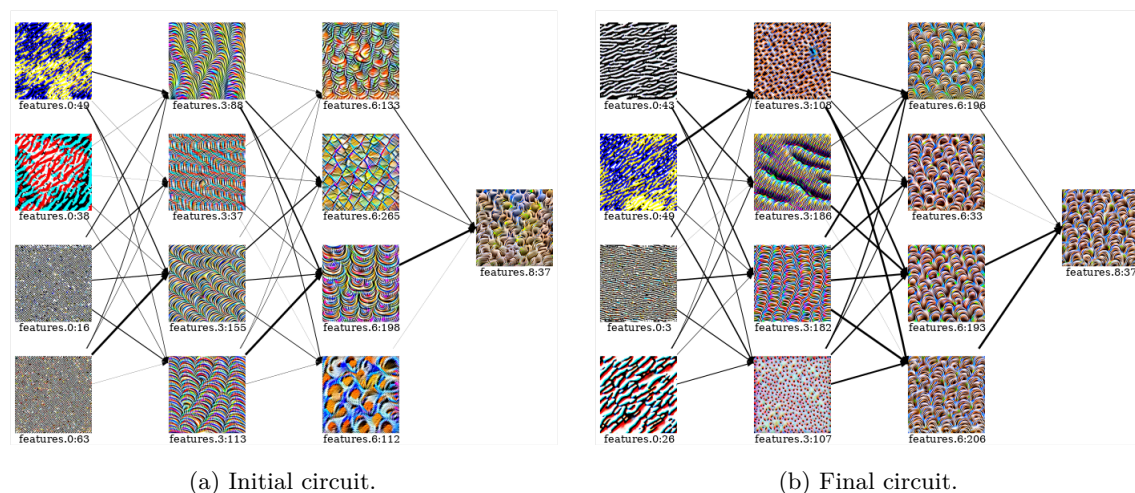 features.0:49
features.3:88
features.6:133
features.0:38
features.3:37
features.6:265
features.8:37
features.0:16
features.3:155
features.6:198
features.0:63
features.3:113
features.6:112
(a) Initial circuit.
features.0:43
features.3:108
features.6:196
features.0:49
features.3:186
features.6:33
features.8:37
features.0:3
features.3:182
features.6:193
features.0:26
features.3:107
features.6:206
(b) Final circuit.